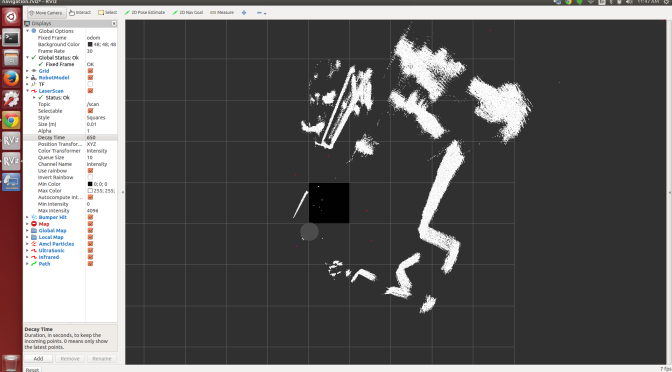 navigation.rviz* - RViz
11:47 AM
Move Camera Interact Select 2D Pose Estimate 2D Nav Goal Measure
Displays
Global Options
Fixed Frame odom
Background Color 48; 48; 48
Frame Rate 30
Global Status: Ok
Fixed Frame OK
Grid
RobotModel
TF
LaserScan
Status: Ok
Topic /scan
Selectable
Style Squares
Size (m) 0.01
Alpha 1
Decay Time 650
Position Transfor... XYZ
Color Transformer Intensity
Queue Size 10
Channel Name Intensity
Use rainbow
Invert Rainbow
Min Color 0; 0; 0
Max Color 255; 255;
Autocompute Int...
Min Intensity 0
Max Intensity 4096
Bumper Hit
Map
Global Map
Local Map
Amcl Particles
UltraSonic
Infrared
Path
Decay Time
Duration, in seconds, to keep the
incoming points. 0 means only show
the latest points.
Add Remove Rename
Reset
7 fps